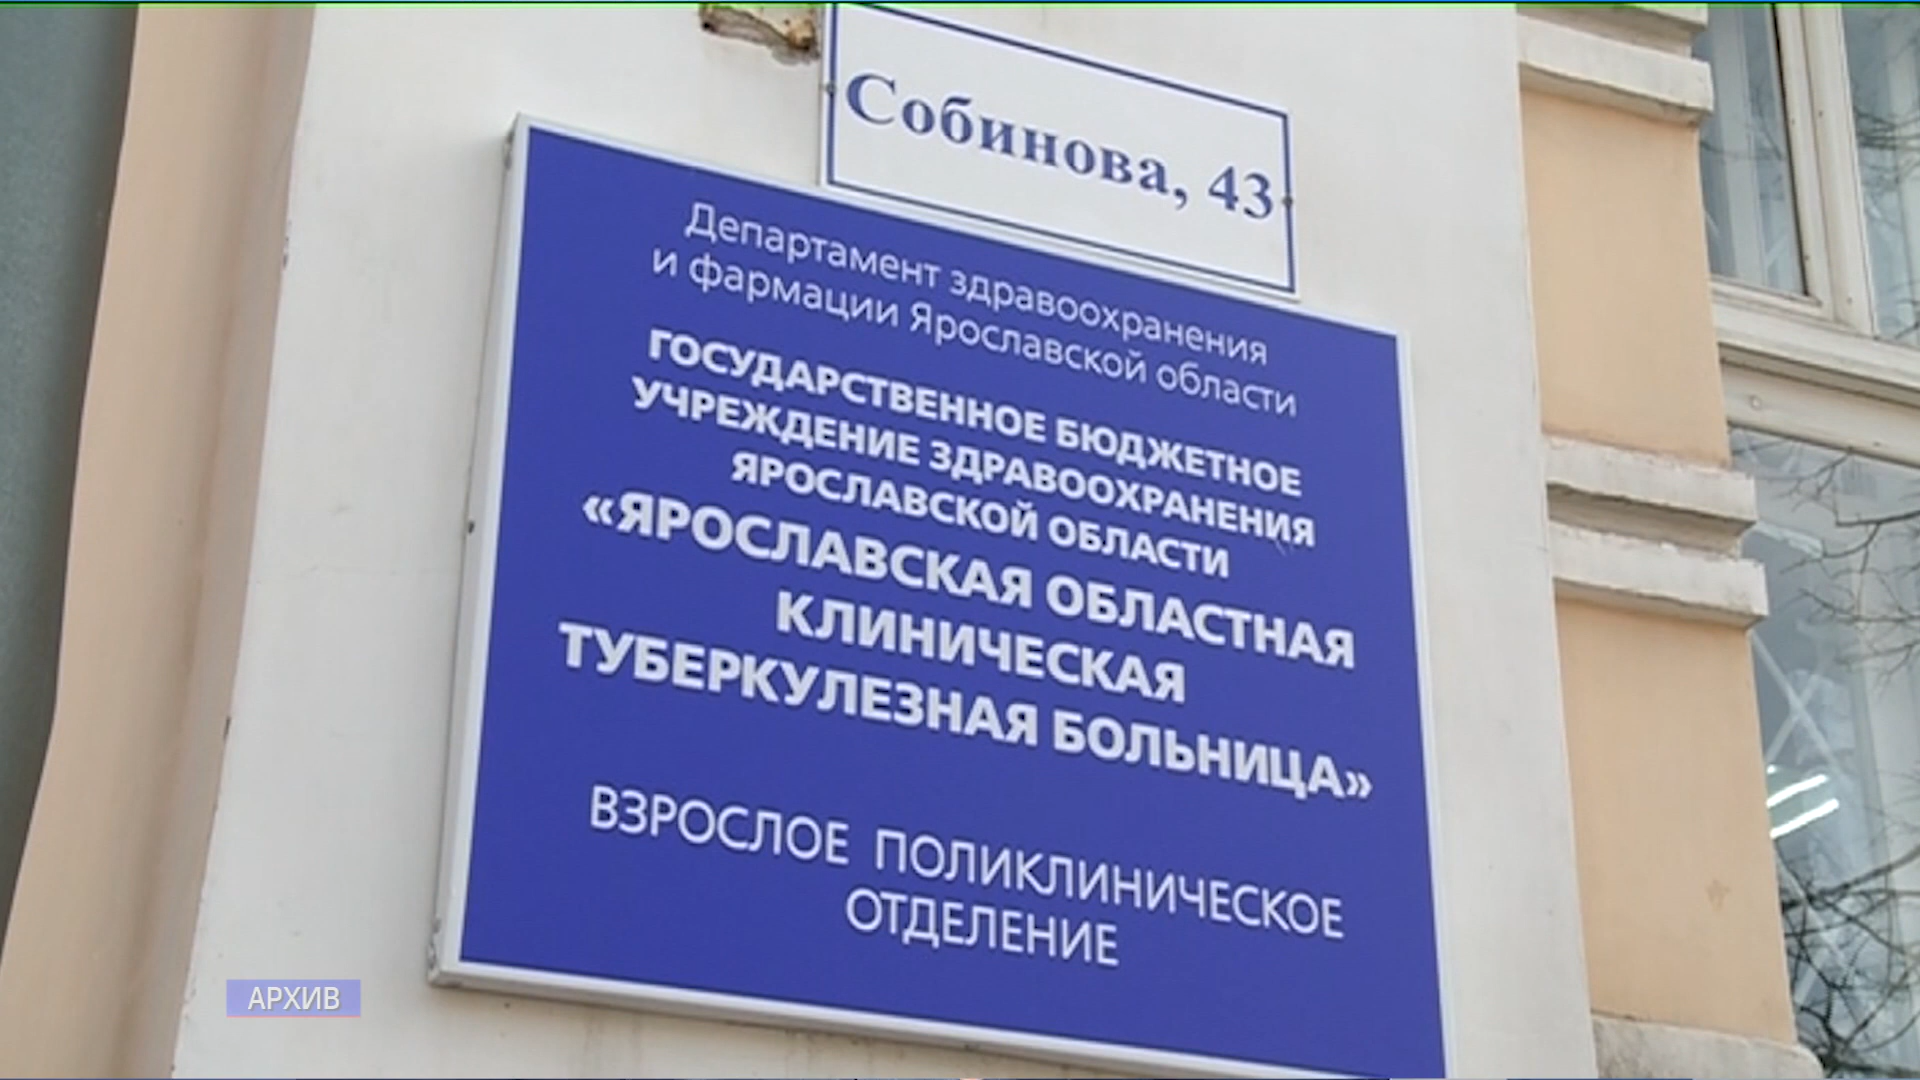 Собинова, 43
Департамент здравоохранения
и фармации Ярославской области
ГОСУДАРСТВЕННОЕ БЮДЖЕТНОЕ
УЧРЕЖДЕНИЕ ЗДРАВООХРАНЕНИЯ
ЯРОСЛАВСКОЙ ОБЛАСТИ
«ЯРОСЛАВСКАЯ ОБЛАСТНАЯ
КЛИНИЧЕСКАЯ
ТУБЕРКУЛЕЗНАЯ БОЛЬНИЦА»
ВЗРОСЛОЕ ПОЛИКЛИНИЧЕСКОЕ
ОТДЕЛЕНИЕ
АРХИВ